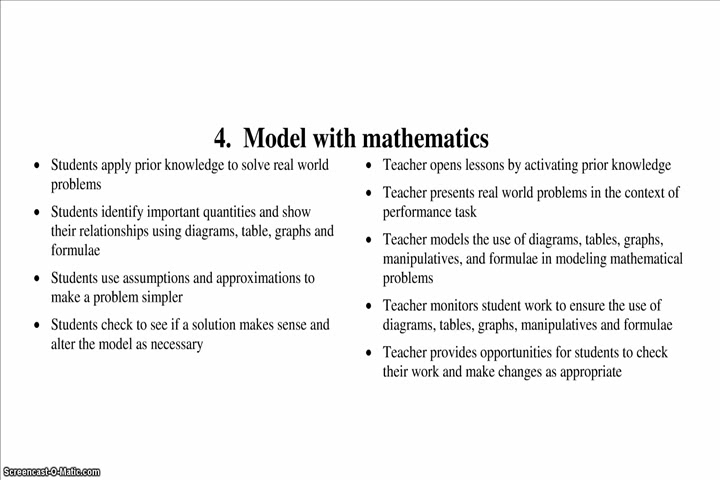 4. Model with mathematics
• Students apply prior knowledge to solve real world
problems
• Students identify important quantities and show
their relationships using diagrams, table, graphs and
formulae
• Students use assumptions and approximations to
make a problem simpler
• Students check to see if a solution makes sense and
alter the model as necessary
• Teacher opens lessons by activating prior knowledge
• Teacher presents real world problems in the context of
performance task
• Teacher models the use of diagrams, tables, graphs,
manipulatives, and formulae in modeling mathematical
problems
• Teacher monitors student work to ensure the use of
diagrams, tables, graphs, manipulatives and formulae
• Teacher provides opportunities for students to check
their work and make changes as appropriate
Screencast-O-Matic.com